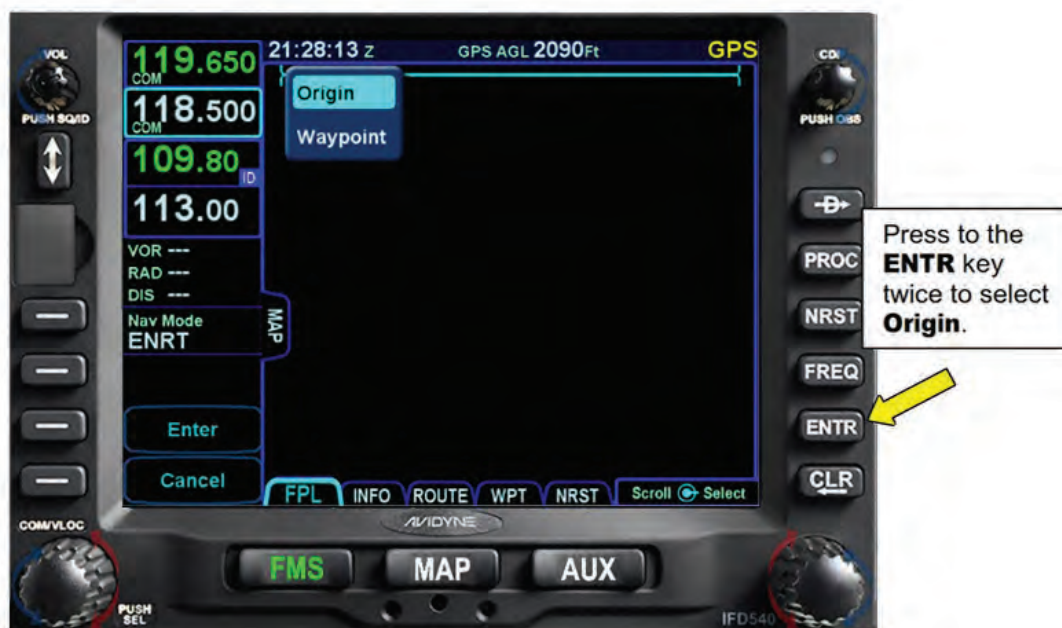 VOL
PUSH SQ/ID
119.650
COM
118.500
COM
109.80
ID
113.00
VOR ---
RAD ---
DIS ---
Nav Mode
ENRT
Enter
Cancel
21:28:13 Z GPS AGL 2090Ft GPS
Origin
Waypoint
MAP
FPL INFO ROUTE WPT NRST Scroll Select
CDI
PUSH OBS
D
PROC
NRST
FREQ
ENTR
CLR
Press to the
ENTR key
twice to select
Origin.
COM/VLOC
PUSH
SEL
AVIDYNE
FMS MAP AUX
IFD540